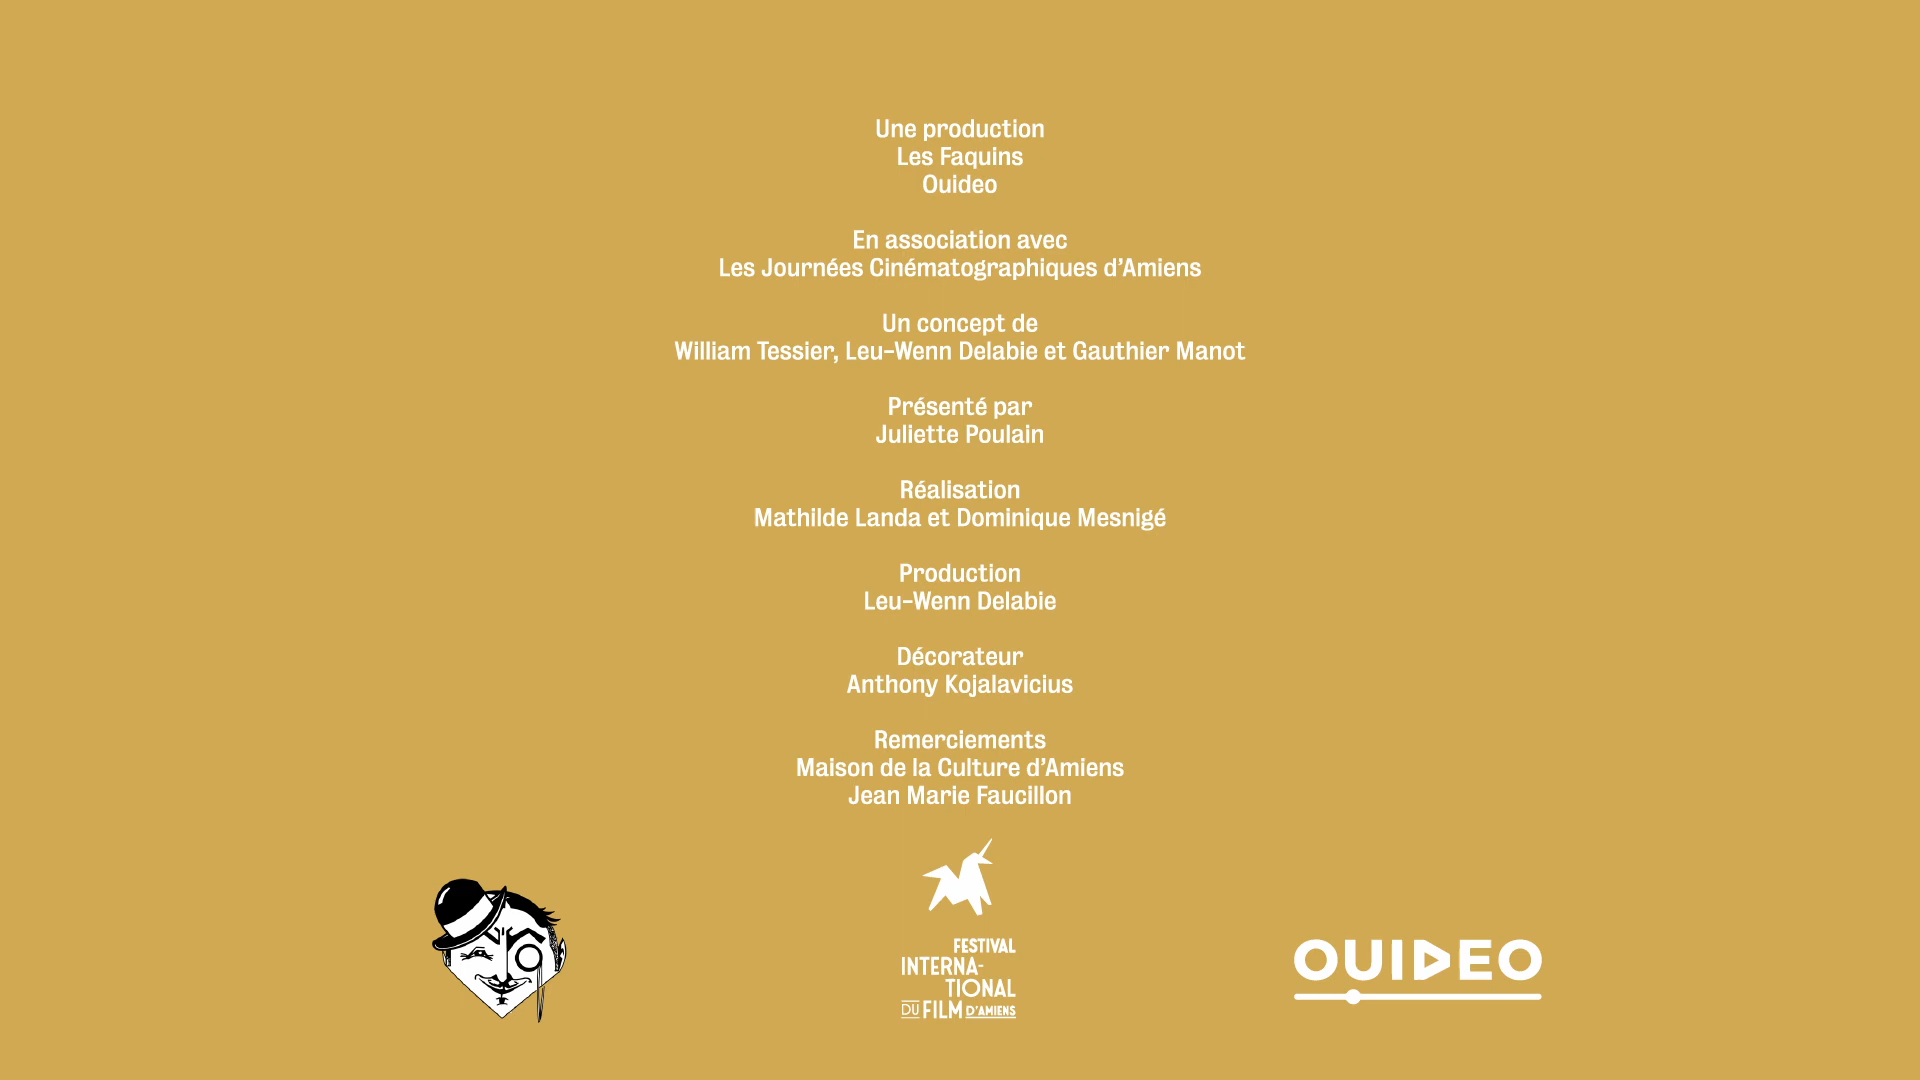 Une production
Les Faquins
Ouideo
En association avec
Les Journées Cinématographiques d’Amiens
Un concept de
William Tessier, Leu-Wenn Delabie et Gauthier Manot
Présenté par
Juliette Poulain
Réalisation
Mathilde Landa et Dominique Mesnigé
Production
Leu-Wenn Delabie
Décorateur
Anthony Kojalavicius
Remerciements
Maison de la Culture d’Amiens
Jean Marie Faucillon
FESTIVAL
INTERNA-
TIONAL
DU FILM D'AMIENS
OUIDEO